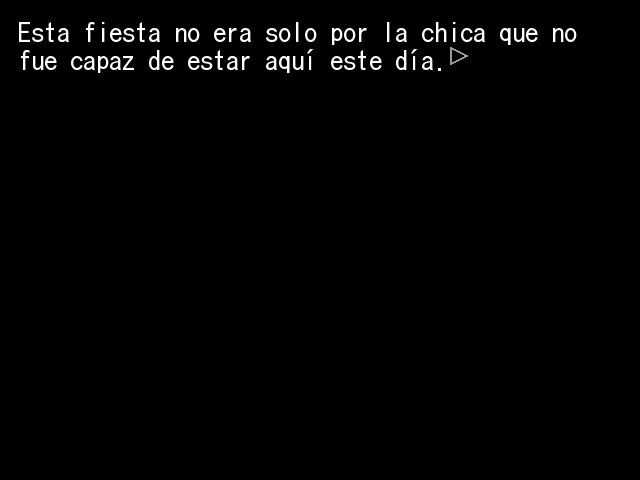 Esta fiesta no era solo por la chica que no
fue capaz de estar aquí este día.